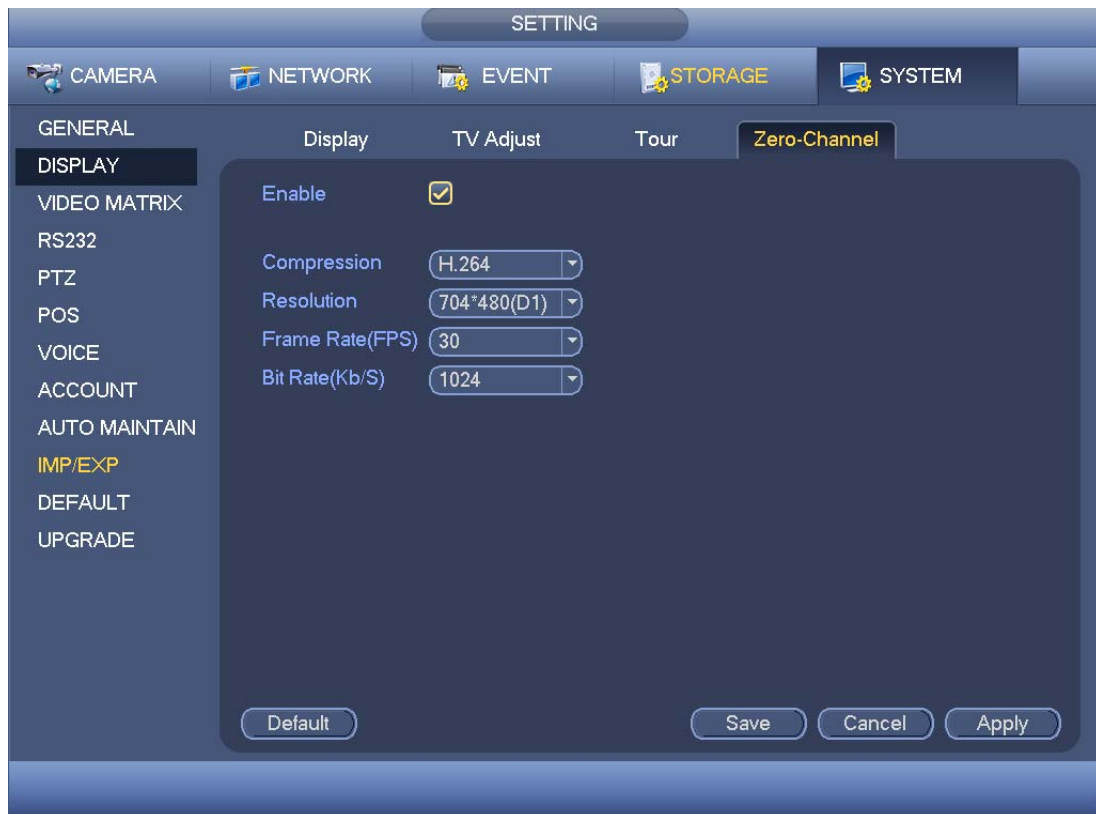 SETTING
CAMERA NETWORK EVENT STORAGE SYSTEM
GENERAL
DISPLAY
VIDEO MATRIX
RS232
PTZ
POS
VOICE
ACCOUNT
AUTO MAINTAIN
IMP/EXP
DEFAULT
UPGRADE
Display TV Adjust Tour Zero-Channel
Enable
Compression H.264
Resolution 704*480(D1)
Frame Rate(FPS) 30
Bit Rate(Kb/S) 1024
Default Save Cancel Apply